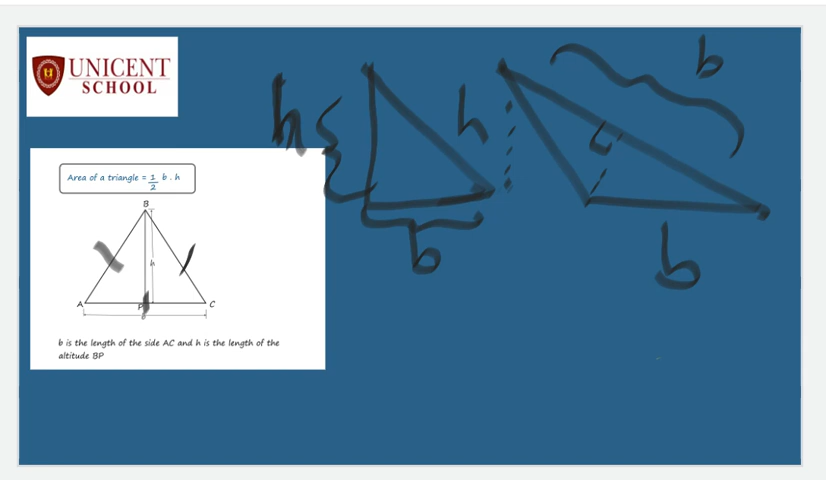 UNICENT
SCHOOL
Area of a triangle = 1/2 b . h
B
h
A
P
C
b is the length of the side AC and h is the length of the
altitude BP
h
b
h
b
b